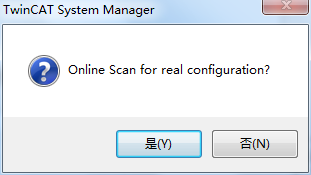 TwinCAT System Manager
Online Scan for real configuration?
是(Y)
否(N)